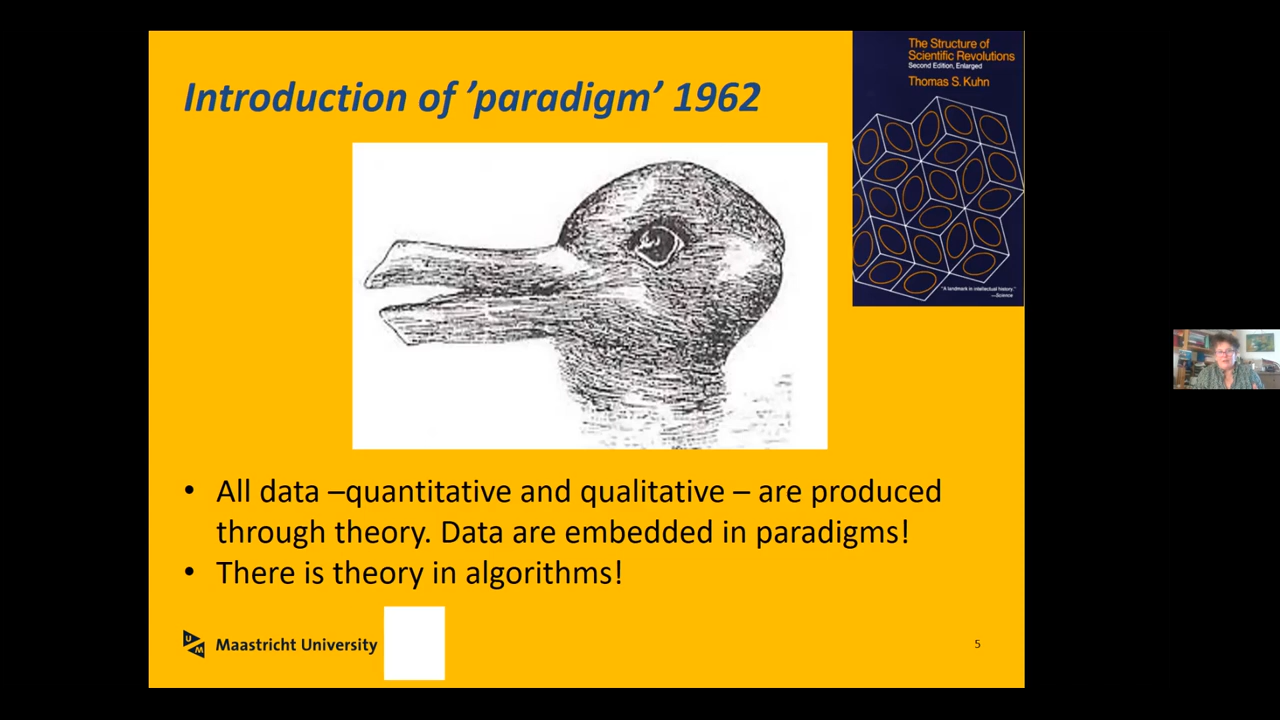 Introduction of ’paradigm’ 1962
The Structure of
Scientific Revolutions
Second Edition, Enlarged
Thomas S. Kuhn
"A landmark in intellectual history."
—Science
• All data –quantitative and qualitative – are produced
through theory. Data are embedded in paradigms!
• There is theory in algorithms!
UM Maastricht University
5